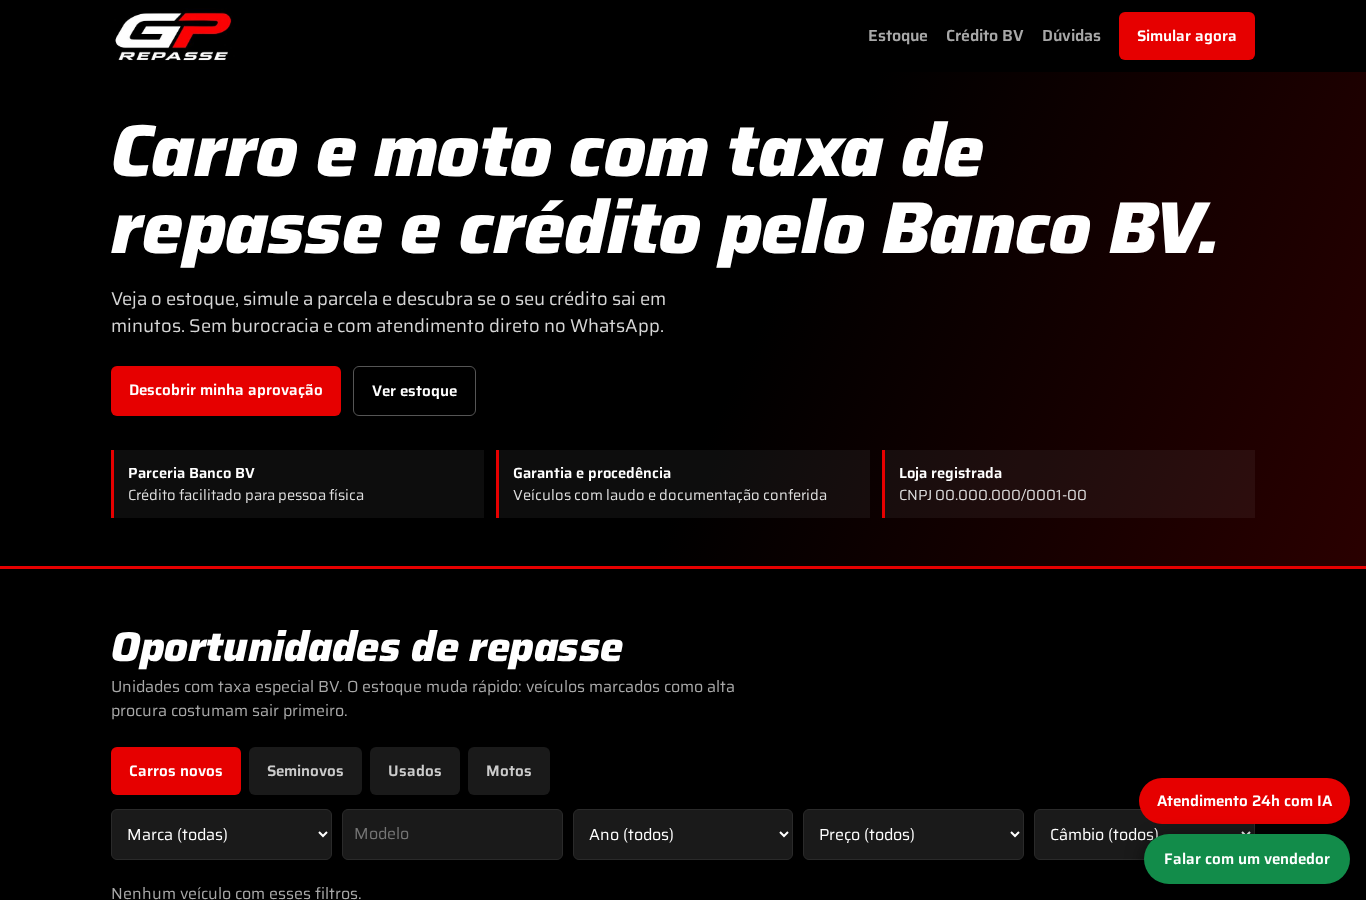 GP
REPASSE
Estoque
Crédito BV
Dúvidas
Simular agora
Carro e moto com taxa de
repasse e crédito pelo Banco BV.
Veja o estoque, simule a parcela e descubra se o seu crédito sai em
minutos. Sem burocracia e com atendimento direto no WhatsApp.
Descobrir minha aprovação
Ver estoque
Parceria Banco BV
Crédito facilitado para pessoa física
Garantia e procedência
Veículos com laudo e documentação conferida
Loja registrada
CNPJ 00.000.000/0001-00
Oportunidades de repasse
Unidades com taxa especial BV. O estoque muda rápido: veículos marcados como alta
procura costumam sair primeiro.
Carros novos
Seminovos
Usados
Motos
Marca (todas)
Modelo
Ano (todos)
Preço (todos)
Câmbio (todos)
Atendimento 24h com IA
Falar com um vendedor
Nenhum veículo com esses filtros.